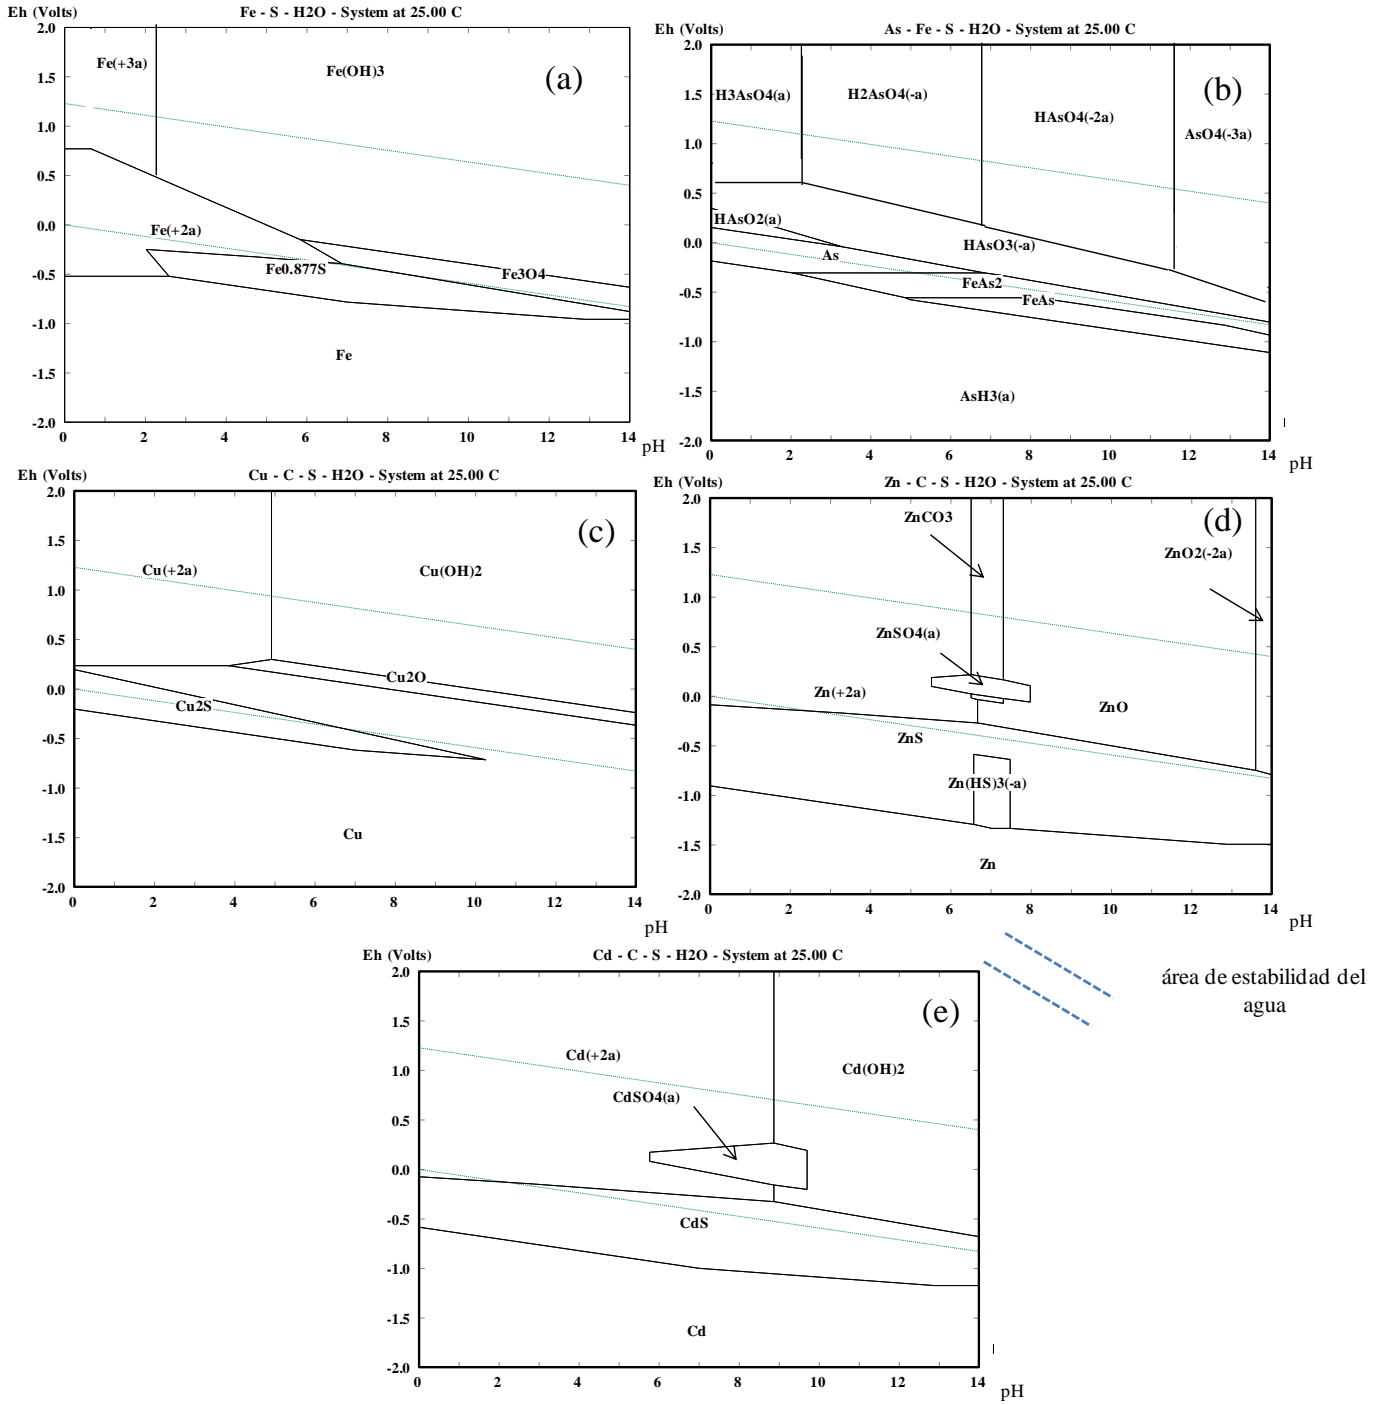 Eh (Volts)
Fe - S - H2O - System at 25.00 C
2.0
1.5
1.0
0.5
0.0
-0.5
-1.0
-1.5
-2.0
Fe(+3a)
Fe(OH)3
(a)
Fe(+2a)
Fe0.877S
Fe3O4
Fe
0
2
4
6
8
10
12
14
pH
Eh (Volts)
As - Fe - S - H2O - System at 25.00 C
2.0
1.5
1.0
0.5
0.0
-0.5
-1.0
-1.5
-2.0
H3AsO4(a)
H2AsO4(-a)
(b)
HAsO4(-2a)
AsO4(-3a)
HAsO2(a)
HAsO3(-a)
As
FeAs2
FeAs
AsH3(a)
0
2
4
6
8
10
12
14
pH
Eh (Volts)
Cu - C - S - H2O - System at 25.00 C
2.0
1.5
1.0
0.5
0.0
-0.5
-1.0
-1.5
-2.0
(c)
Cu(+2a)
Cu(OH)2
Cu2O
Cu2S
Cu
0
2
4
6
8
10
12
14
pH
Eh (Volts)
Zn - C - S - H2O - System at 25.00 C
2.0
1.5
1.0
0.5
0.0
-0.5
-1.0
-1.5
-2.0
ZnCO3
(d)
ZnO2(-2a)
ZnSO4(a)
Zn(+2a)
ZnO
ZnS
Zn(HS)3(-a)
Zn
0
2
4
6
8
10
12
14
pH
Eh (Volts)
Cd - C - S - H2O - System at 25.00 C
2.0
1.5
1.0
0.5
0.0
-0.5
-1.0
-1.5
-2.0
(e)
Cd(+2a)
Cd(OH)2
CdSO4(a)
CdS
Cd
0
2
4
6
8
10
12
14
pH
área de estabilidad del
agua